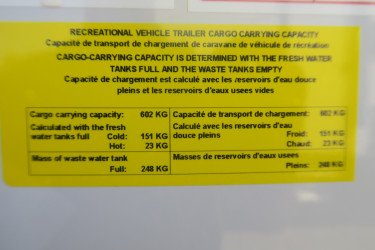 RECREATIONAL VEHICLE TRAILER CARGO CARRYING CAPACITY
Capacité de transport de chargement de caravane de véhicule de récréation
CARGO-CARRYING CAPACITY IS DETERMINED WITH THE FRESH WATER
TANKS FULL AND THE WASTE TANKS EMPTY
Capacité de chargement est calculé avec les reservoirs d'eau douce
pleins et les reservoirs d'eaux usees vides
Cargo carrying capacity: 602 KG
Calculated with the fresh
water tanks full Cold: 151 KG
Hot: 23 KG
Mass of waste water tank
Full: 248 KG
Capacité de transport de chargement: 602 KG
Calculé avec les reservoirs d'eau
douce pleins Froid: 151 KG
Chaud: 23 KG
Masses de reservoirs d'eaux usees
Pleins: 248 KG